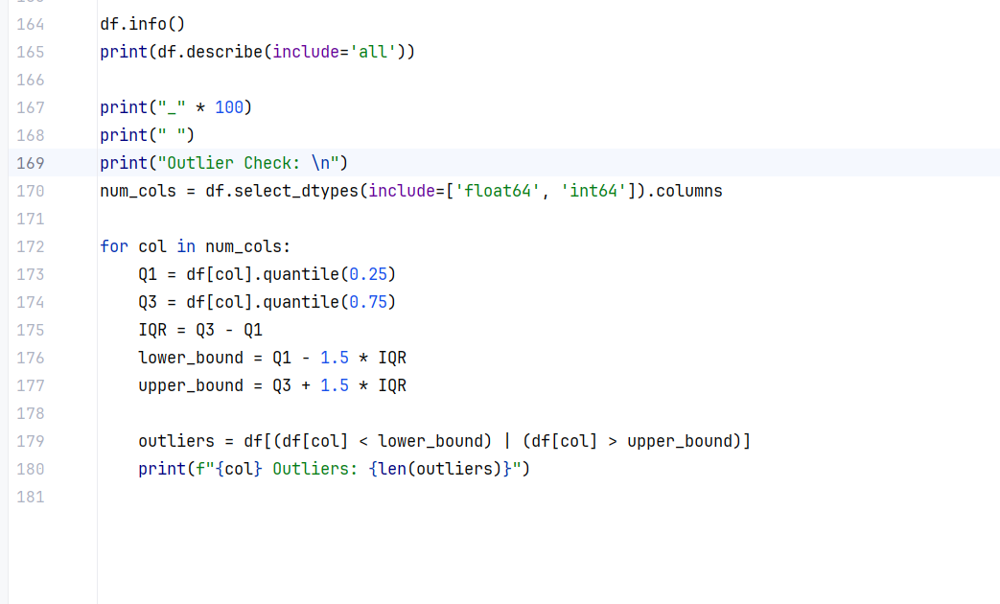 164 df.info()
165 print(df.describe(include='all'))
166
167 print("_" * 100)
168 print(" ")
169 print("Outlier Check: \n")
170 num_cols = df.select_dtypes(include=['float64', 'int64']).columns
171
172 for col in num_cols:
173     Q1 = df[col].quantile(0.25)
174     Q3 = df[col].quantile(0.75)
175     IQR = Q3 - Q1
176     lower_bound = Q1 - 1.5 * IQR
177     upper_bound = Q3 + 1.5 * IQR
178
179     outliers = df[(df[col] < lower_bound) | (df[col] > upper_bound)]
180     print(f"{col} Outliers: {len(outliers)}")
181